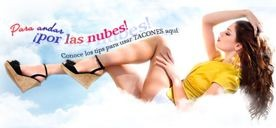 Para andar
¡por las nubes!
Conoce los tips para usar TACONES aquí